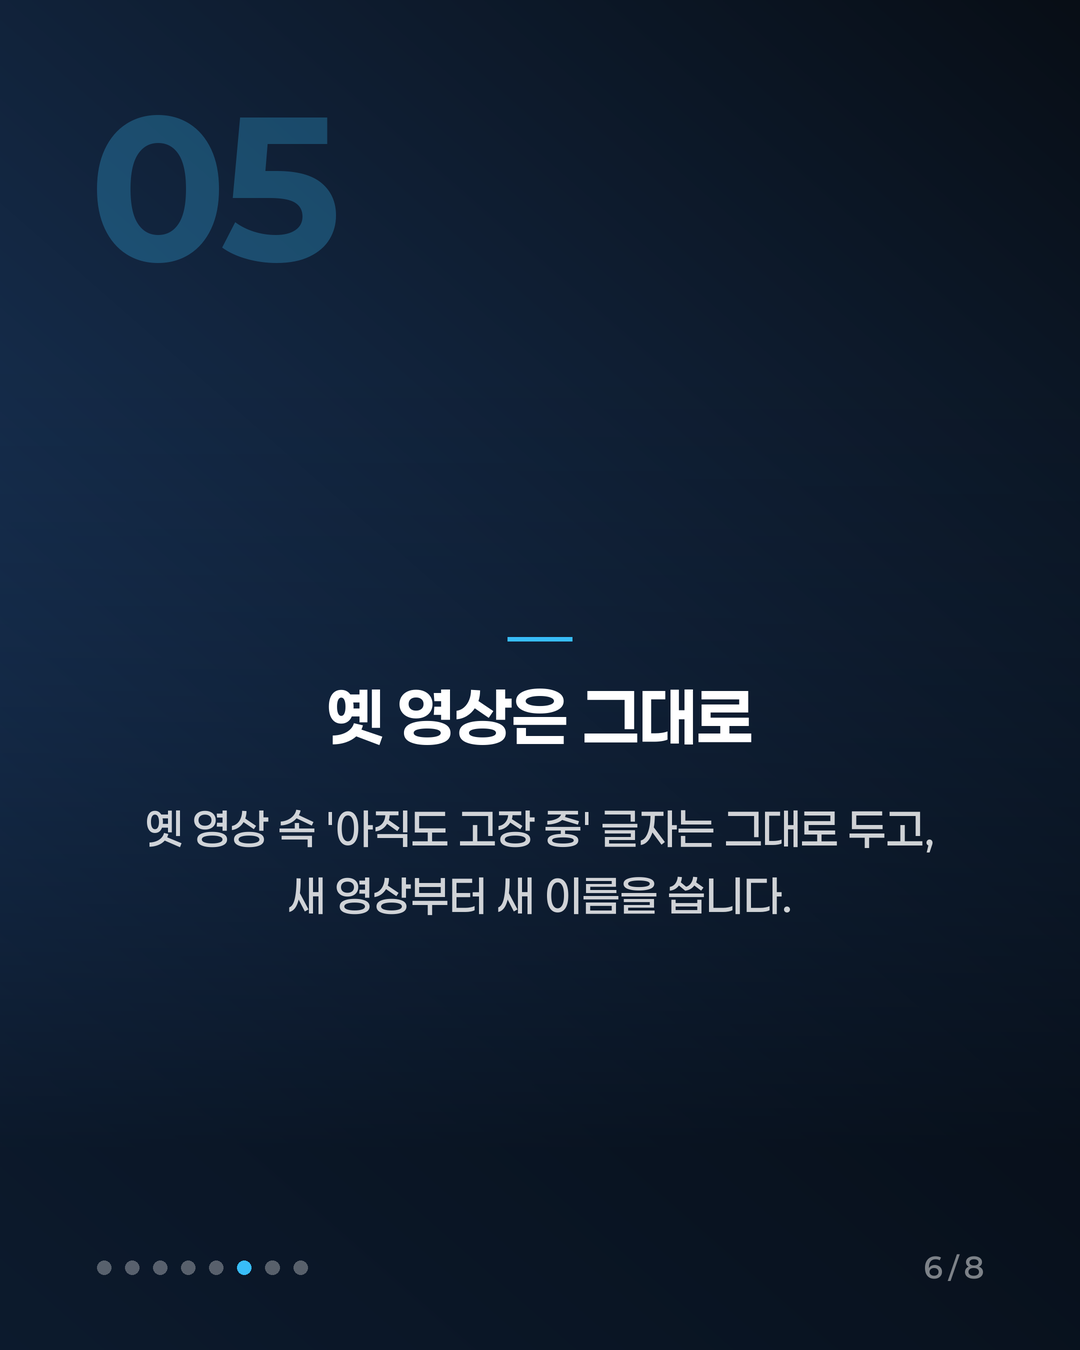 05
옛 영상은 그대로
옛 영상 속 '아직도 고장 중' 글자는 그대로 두고,
새 영상부터 새 이름을 씁니다.
6/8